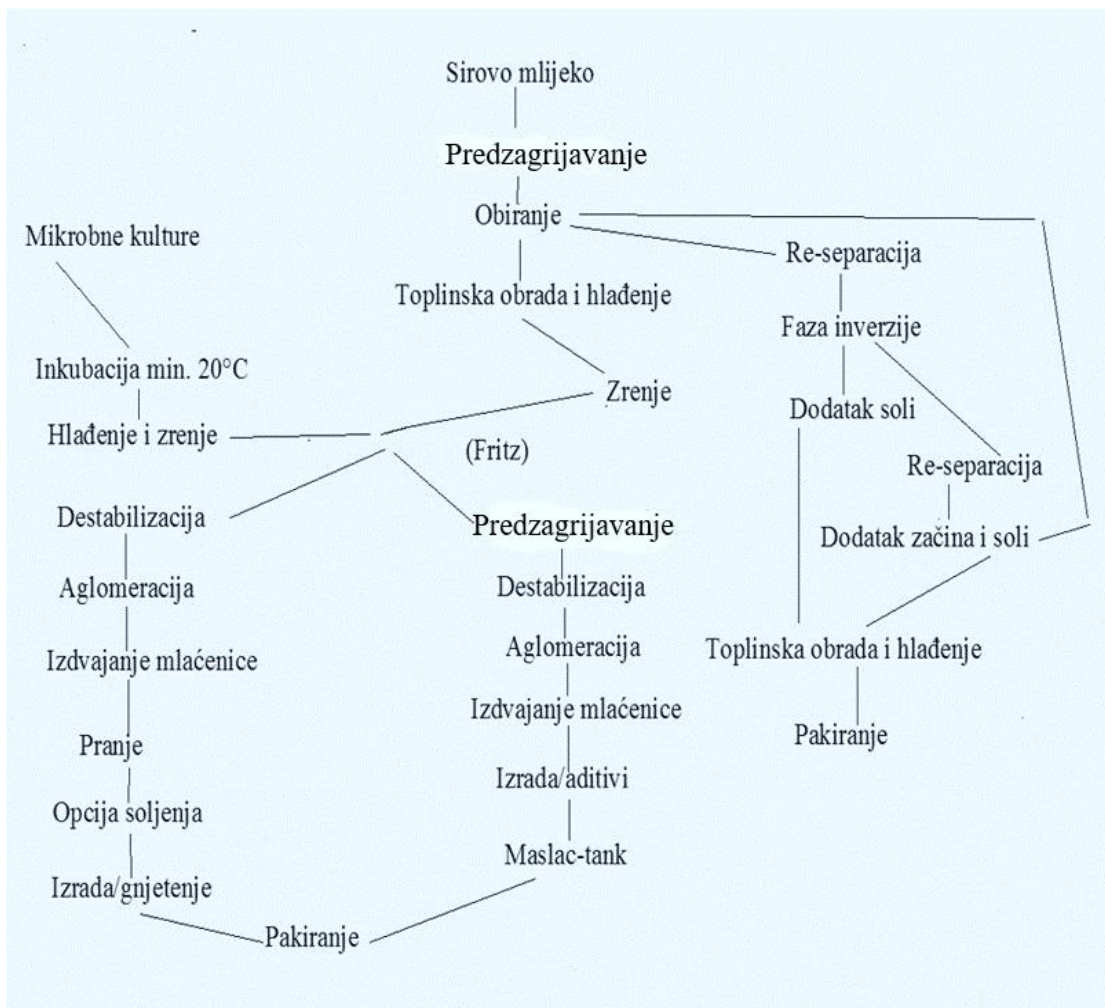 Sirovo mlijeko
Predzagrijavanje
Obiranje
Mikrobne kulture
Re-separacija
Toplinska obrada i hlađenje
Faza inverzije
Inkubacija min. 20°C
Zrenje
Dodatak soli
Hlađenje i zrenje
(Fritz)
Re-separacija
Destabilizacija
Predzagrijavanje
Dodatak začina i soli
Aglomeracija
Destabilizacija
Izdvajanje mlaćenice
Aglomeracija
Toplinska obrada i hlađenje
Izdvajanje mlaćenice
Pranje
Pakiranje
Izrada/aditivi
Opcija soljenja
Maslac-tank
Izrada/gnjetenje
Pakiranje